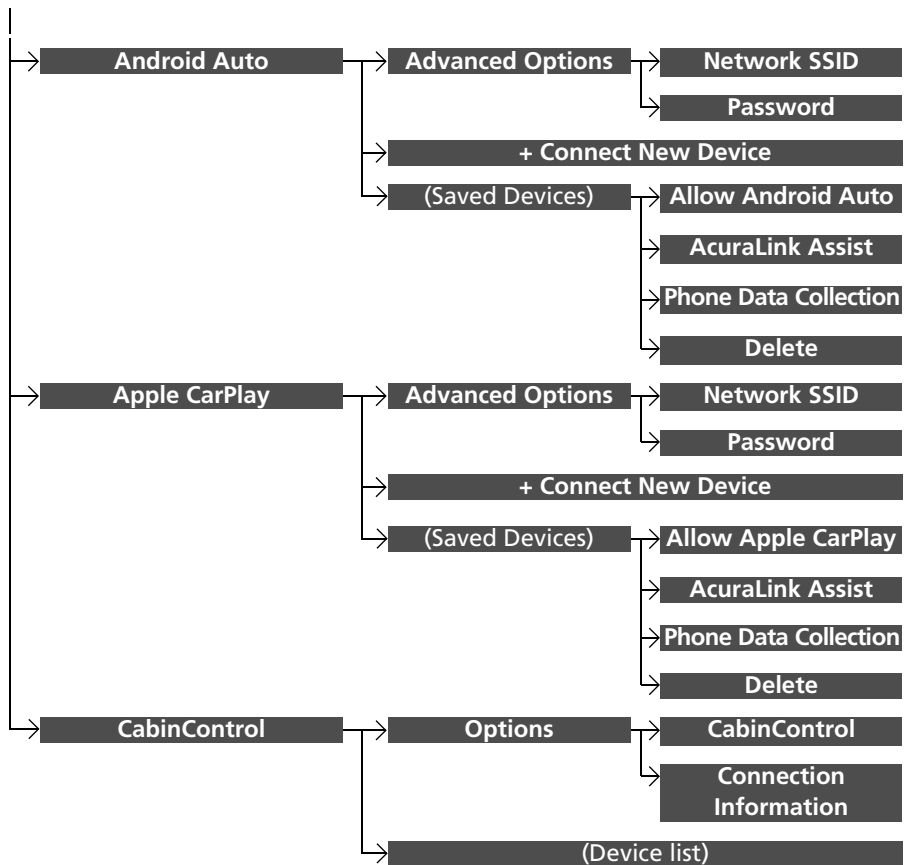 Android Auto
Advanced Options
Network SSID
Password
+ Connect New Device
(Saved Devices)
Allow Android Auto
AcuraLink Assist
Phone Data Collection
Delete
Apple CarPlay
Advanced Options
Network SSID
Password
+ Connect New Device
(Saved Devices)
Allow Apple CarPlay
AcuraLink Assist
Phone Data Collection
Delete
CabinControl
Options
CabinControl
Connection
Information
(Device list)